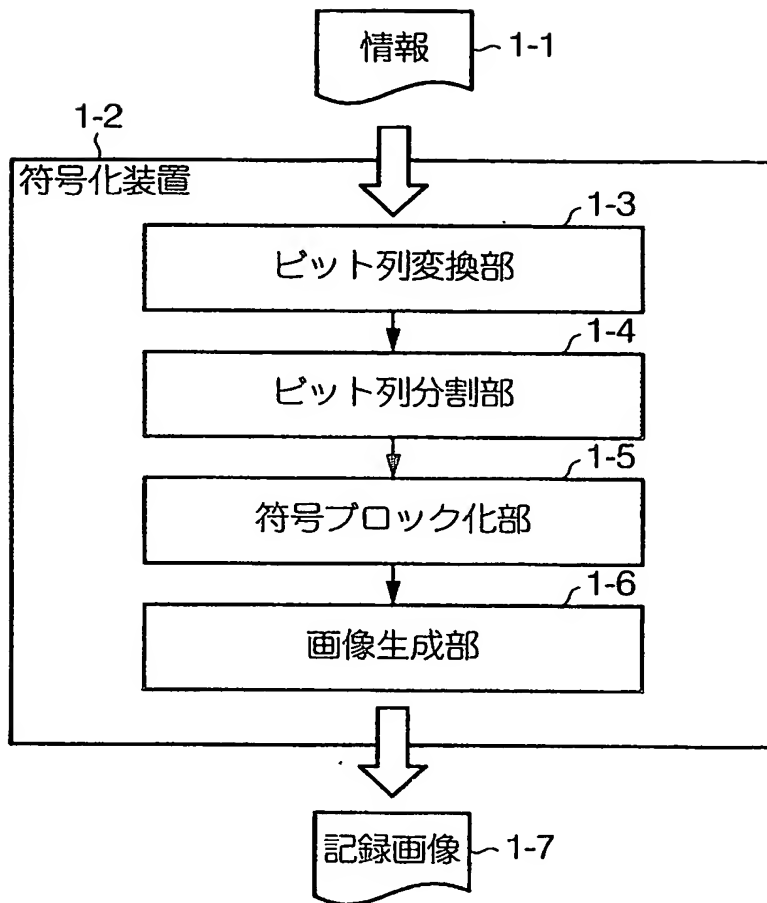 情報
1-1
1-2
符号化装置
1-3
ビット列変換部
1-4
ビット列分割部
1-5
符号ブロック化部
1-6
画像生成部
記録画像
1-7